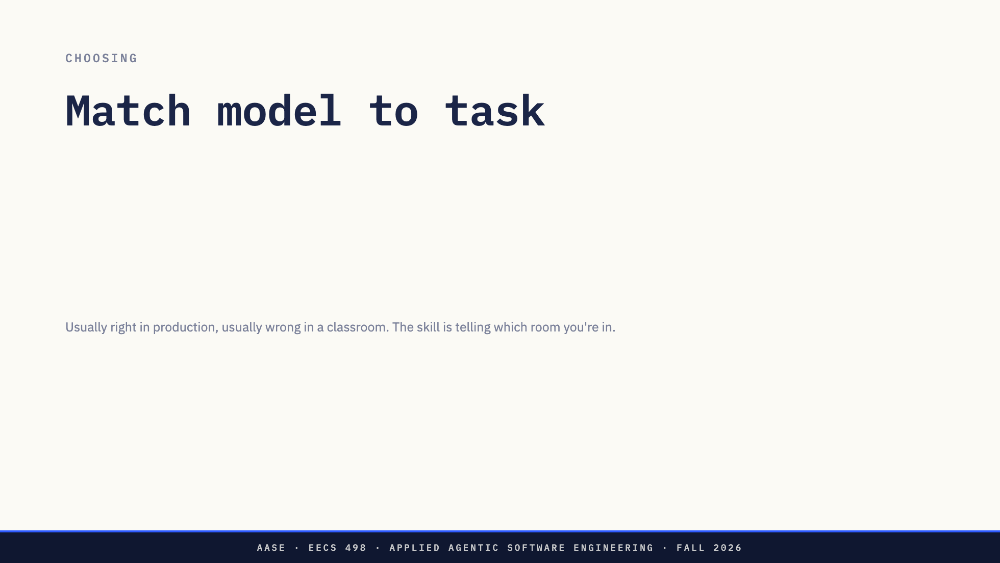 CHOOSING
Match model to task
Usually right in production, usually wrong in a classroom. The skill is telling which room you're in.
AASE · EECS 498 · APPLIED AGENTIC SOFTWARE ENGINEERING · FALL 2026